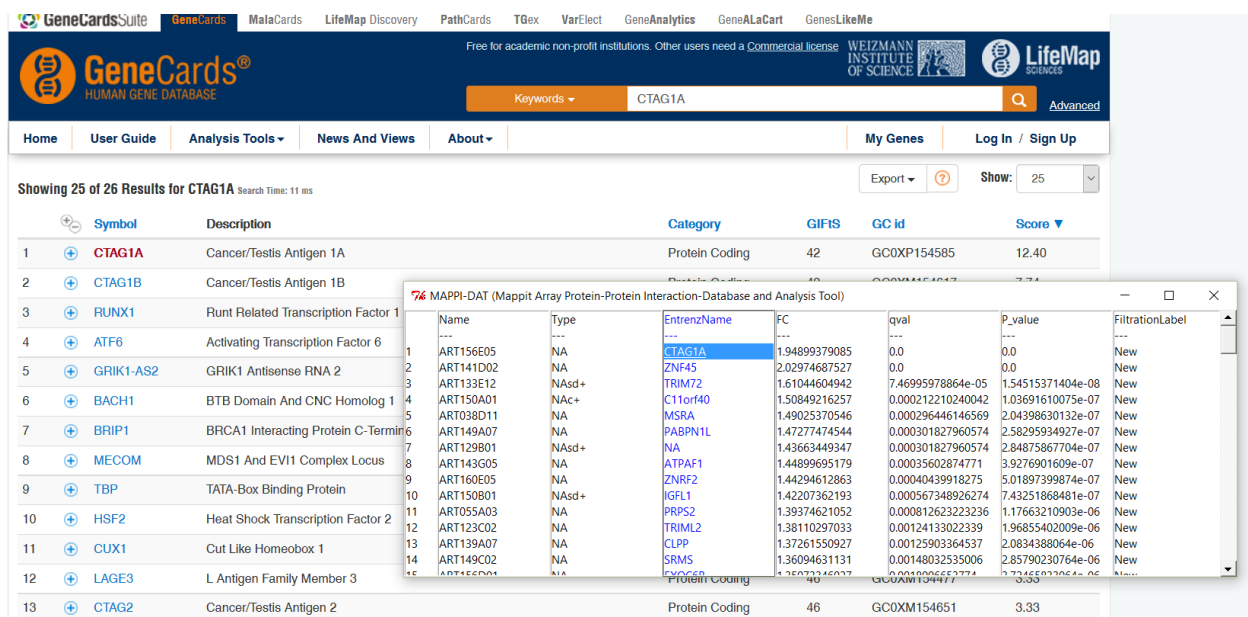 GeneCardsSuite GeneCards MalaCards LifeMap Discovery PathCards TGex VarElect GeneAnalytics GeneALaCart GenesLikeMe
Free for academic non-profit institutions. Other users need a Commercial license
WEIZMANN
INSTITUTE
OF SCIENCE
LifeMap
SCIENCES
GeneCards®
HUMAN GENE DATABASE
Keywords CTAG1A Advanced
Home User Guide Analysis Tools News And Views About My Genes Log In / Sign Up
Showing 25 of 26 Results for CTAG1A Search Time: 11 ms Export ? Show: 25
Symbol Description Category GIFtS GC id Score ▼
1 CTAG1A Cancer/Testis Antigen 1A Protein Coding 42 GC0XP154585 12.40
2 CTAG1B Cancer/Testis Antigen 1B
3 RUNX1 Runt Related Transcription Factor 1
4 ATF6 Activating Transcription Factor 6
5 GRIK1-AS2 GRIK1 Antisense RNA 2
6 BACH1 BTB Domain And CNC Homolog 1
7 BRIP1 BRCA1 Interacting Protein C-Termin
8 MECOM MDS1 And EVI1 Complex Locus
9 TBP TATA-Box Binding Protein
10 HSF2 Heat Shock Transcription Factor 2
11 CUX1 Cut Like Homeobox 1
12 LAGE3 L Antigen Family Member 3 Protein Coding 46 GC0XM154477 3.33
13 CTAG2 Cancer/Testis Antigen 2 Protein Coding 46 GC0XM154651 3.33
MAPPI-DAT (Mappit Array Protein-Protein Interaction-Database and Analysis Tool)
Name Type EntrenzName FC qval P_value FiltrationLabel
--- --- --- --- --- --- ---
1 ART156E05 NA CTAG1A 1.94899379085 0.0 0.0 New
2 ART141D02 NA ZNF45 2.02974687527 0.0 0.0 New
3 ART133E12 NAsd+ TRIM72 1.61044604942 7.46995978864e-05 1.54515371404e-08 New
4 ART150A01 NAc+ C11orf40 1.50849216257 0.000212210240042 1.03691610075e-07 New
5 ART038D11 NA MSRA 1.49025370546 0.000296446146569 2.04398630132e-07 New
6 ART149A07 NA PABPN1L 1.47277474544 0.000301827960574 2.58295934927e-07 New
7 ART129B01 NAsd+ NA 1.43663449347 0.000301827960574 2.84875867704e-07 New
8 ART143G05 NA ATPAF1 1.44899695179 0.00035602874771 3.9276901609e-07 New
9 ART160E05 NA ZNRF2 1.44294612863 0.00040439918275 5.01897399874e-07 New
10 ART150B01 NAsd+ IGFL1 1.42207362193 0.000567348926274 7.43251868481e-07 New
11 ART055A03 NA PRPS2 1.39374621052 0.000812623223236 1.17663210903e-06 New
12 ART123C02 NA TRIML2 1.38110297033 0.00124133022339 1.96855402009e-06 New
13 ART139A07 NA CLPP 1.37261550927 0.00125903364537 2.0834388064e-06 New
14 ART149C02 NA SRMS 1.36094631131 0.00148032535006 2.85790230764e-06 New